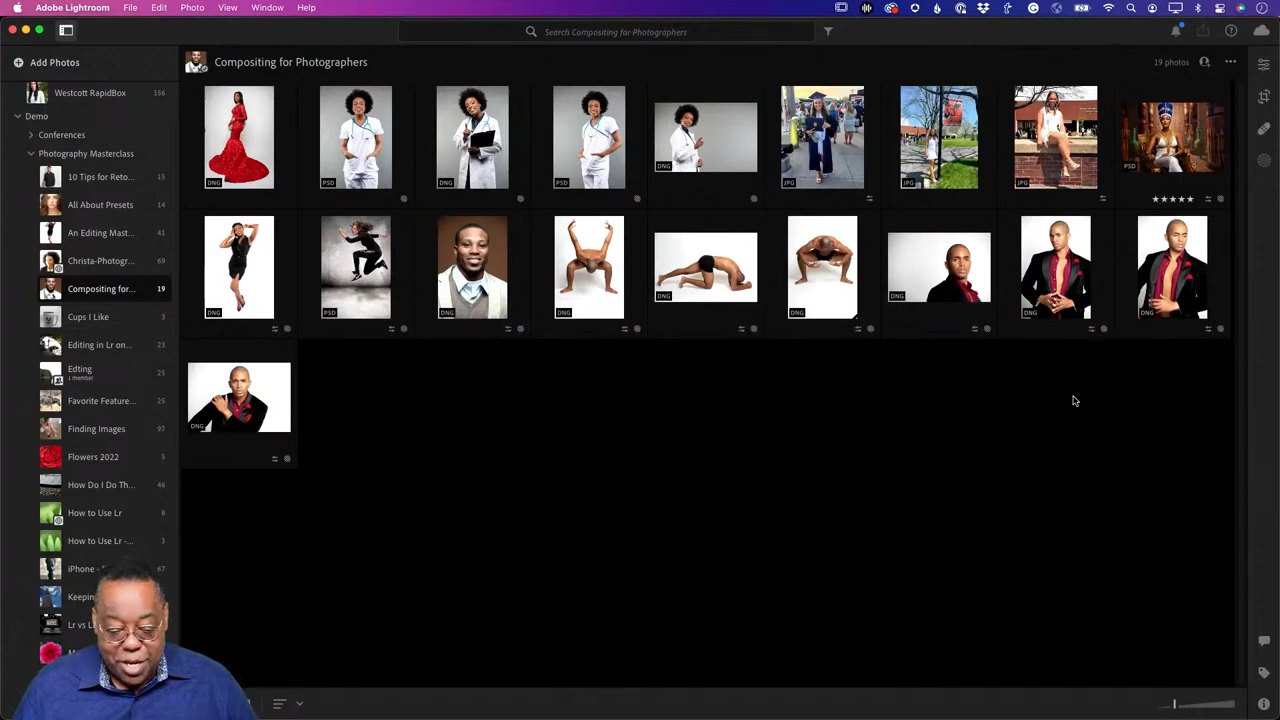 Adobe Lightroom File Edit Photo View Window Help
Search Compositing for Photographers
Add Photos
Compositing for Photographers
19 photos
Westcott RapidBox 156
Demo
Conferences
Photography Masterclass
10 Tips for Reto... 15
All About Presets 14
An Editing Mast... 41
Christa-Photogr... 69
Compositing for... 19
Cups I Like 3
Editing in Lr on... 23
Edting 25
1 member
Favorite Feature... 25
Finding Images 97
Flowers 2022 5
How Do I Do Th... 46
How to Use Lr 8
How to Use Lr -... 3
iPhone - 67
Keepin
Lr vs L
DNG PSD DNG PSD DNG JPG JPG JPG PSD
DNG PSD DNG DNG DNG DNG DNG DNG DNG
DNG